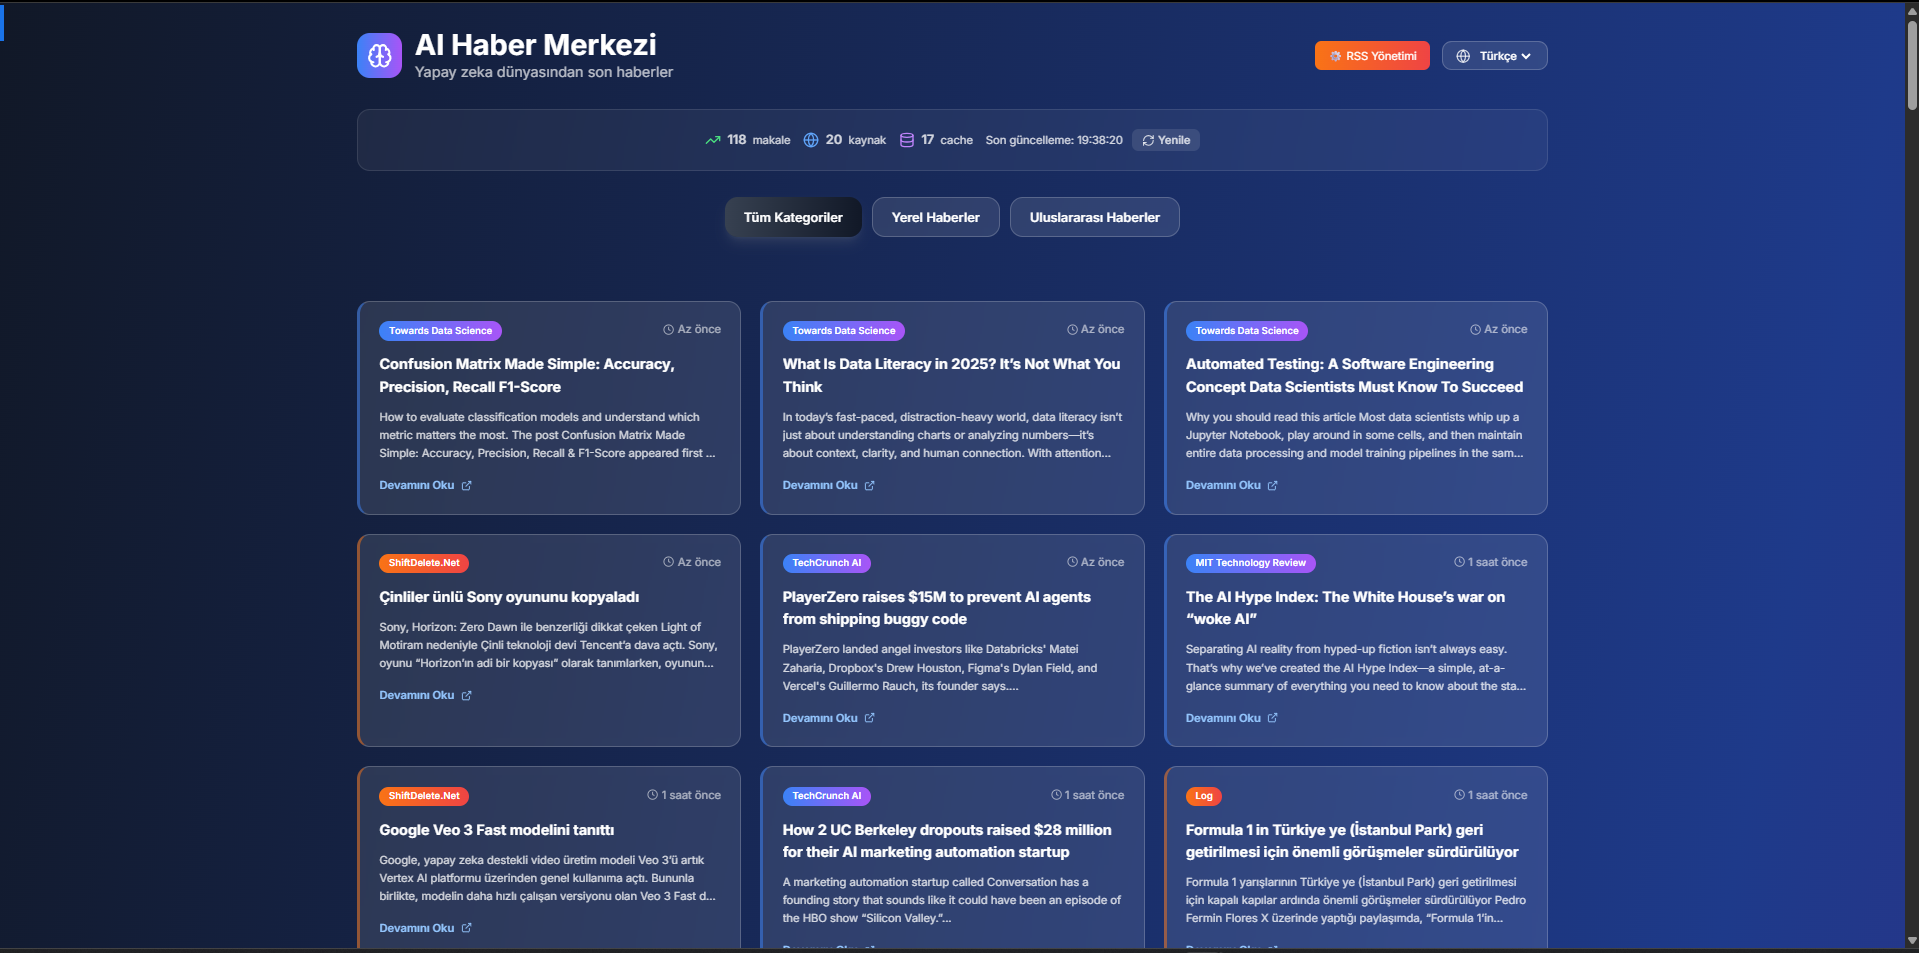 AI Haber Merkezi
Yapay zeka dünyasından son haberler
RSS Yönetimi
Türkçe
118 makale 20 kaynak 17 cache Son güncelleme: 19:38:20 Yenile
Tüm Kategoriler
Yerel Haberler
Uluslararası Haberler
Towards Data Science
Az önce
Confusion Matrix Made Simple: Accuracy,
Precision, Recall F1-Score
How to evaluate classification models and understand which
metric matters the most. The post Confusion Matrix Made
Simple: Accuracy, Precision, Recall & F1-Score appeared first ...
Devamını Oku
Towards Data Science
Az önce
What Is Data Literacy in 2025? It’s Not What You
Think
In today’s fast-paced, distraction-heavy world, data literacy isn’t
just about understanding charts or analyzing numbers—it’s
about context, clarity, and human connection. With attention...
Devamını Oku
Towards Data Science
Az önce
Automated Testing: A Software Engineering
Concept Data Scientists Must Know To Succeed
Why you should read this article Most data scientists whip up a
Jupyter Notebook, play around in some cells, and then maintain
entire data processing and model training pipelines in the sam...
Devamını Oku
ShiftDelete.Net
Az önce
Çinliler ünlü Sony oyununu kopyaladı
Sony, Horizon: Zero Dawn ile benzerliği dikkat çeken Light of
Motiram nedeniyle Çinli teknoloji devi Tencent’a dava açtı. Sony,
oyunu “Horizon’ın adi bir kopyası” olarak tanımlarken, oyunun...
Devamını Oku
TechCrunch AI
Az önce
PlayerZero raises $15M to prevent AI agents
from shipping buggy code
PlayerZero landed angel investors like Databricks' Matei
Zaharia, Dropbox's Drew Houston, Figma's Dylan Field, and
Vercel's Guillermo Rauch, its founder says....
Devamını Oku
MIT Technology Review
1 saat önce
The AI Hype Index: The White House’s war on
“woke AI”
Separating AI reality from hyped-up fiction isn’t always easy.
That’s why we’ve created the AI Hype Index—a simple, at-a-
glance summary of everything you need to know about the sta...
Devamını Oku
ShiftDelete.Net
1 saat önce
Google Veo 3 Fast modelini tanıttı
Google, yapay zeka destekli video üretim modeli Veo 3’ü artık
Vertex AI platformu üzerinden genel kullanıma açtı. Bununla
birlikte, modelin daha hızlı çalışan versiyonu olan Veo 3 Fast d...
Devamını Oku
TechCrunch AI
1 saat önce
How 2 UC Berkeley dropouts raised $28 million
for their AI marketing automation startup
A marketing automation startup called Conversation has a
founding story that sounds like it could have been an episode of
the HBO show “Silicon Valley.”...
Log
1 saat önce
Formula 1 in Türkiye ye (İstanbul Park) geri
getirilmesi için önemli görüşmeler sürdürülüyor
Formula 1 yarışlarının Türkiye ye (İstanbul Park) geri getirilmesi
için kapalı kapılar ardında önemli görüşmeler sürdürülüyor Pedro
Fermin Flores X üzerinde yaptığı paylaşımda, “Formula 1’in...